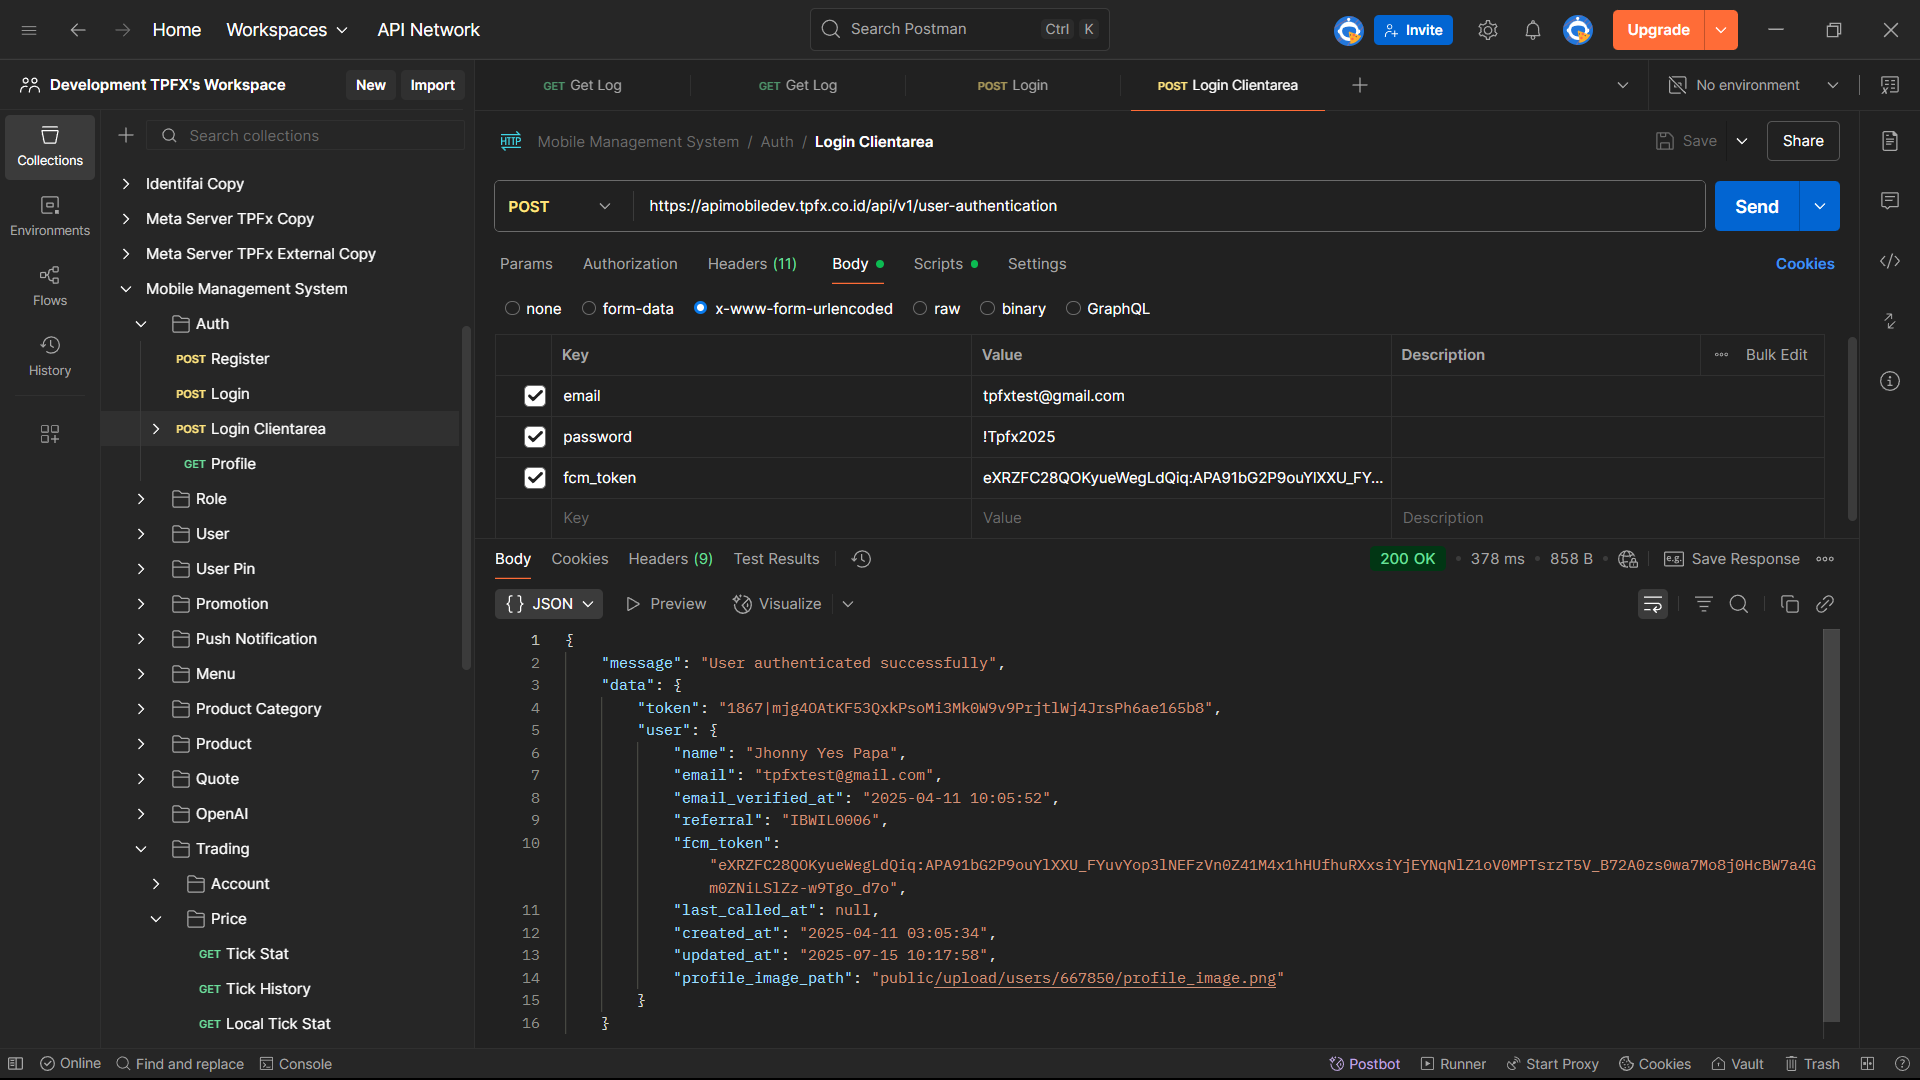 Home
Workspaces
API Network
Search Postman
Ctrl
K
Invite
Upgrade
Development TPFX's Workspace
New
Import
GET Get Log
GET Get Log
POST Login
POST Login Clientarea
No environment
Collections
Environments
Flows
History
Search collections
Identifai Copy
Meta Server TPFx Copy
Meta Server TPFx External Copy
Mobile Management System
Auth
POST Register
POST Login
POST Login Clientarea
GET Profile
Role
User
User Pin
Promotion
Push Notification
Menu
Product Category
Product
Quote
OpenAI
Trading
Account
Price
GET Tick Stat
GET Tick History
GET Local Tick Stat
HTTP
Mobile Management System / Auth / Login Clientarea
Save
Share
POST
https://apimobiledev.tpfx.co.id/api/v1/user-authentication
Send
Params
Authorization
Headers (11)
Body
Scripts
Settings
Cookies
none
form-data
x-www-form-urlencoded
raw
binary
GraphQL
Key Value Description Bulk Edit
email tpfxtest@gmail.com
password !Tpfx2025
fcm_token eXRZFC28QOKyueWegLdQiq:APA91bG2P9ouYlXXU_FY...
Key Value Description
Body
Cookies
Headers (9)
Test Results
200 OK
378 ms
858 B
e.g. Save Response
{} JSON
Preview
Visualize
1 {
2 "message": "User authenticated successfully",
3 "data": {
4 "token": "1867|mjg4OAtKF53QxkPsoMi3Mk0W9v9PrjtlWj4JrsPh6ae165b8",
5 "user": {
6 "name": "Jhonny Yes Papa",
7 "email": "tpfxtest@gmail.com",
8 "email_verified_at": "2025-04-11 10:05:52",
9 "referral": "IBWIL0006",
10 "fcm_token":
"eXRZFC28QOKyueWegLdQiq:APA91bG2P9ouYlXXU_FYuvYop3lNEFzVn0Z41M4x1hHUfhuRXxsiYjEYNqNlZ1oV0MPTsrzT5V_B72A0zs0wa7Mo8j0HcBW7a4G
m0ZNiLSlZz-w9Tgo_d7o",
11 "last_called_at": null,
12 "created_at": "2025-04-11 03:05:34",
13 "updated_at": "2025-07-15 10:17:58",
14 "profile_image_path": "public/upload/users/667850/profile_image.png"
15 }
16 }
Online
Find and replace
Console
Postbot
Runner
Start Proxy
Cookies
Vault
Trash